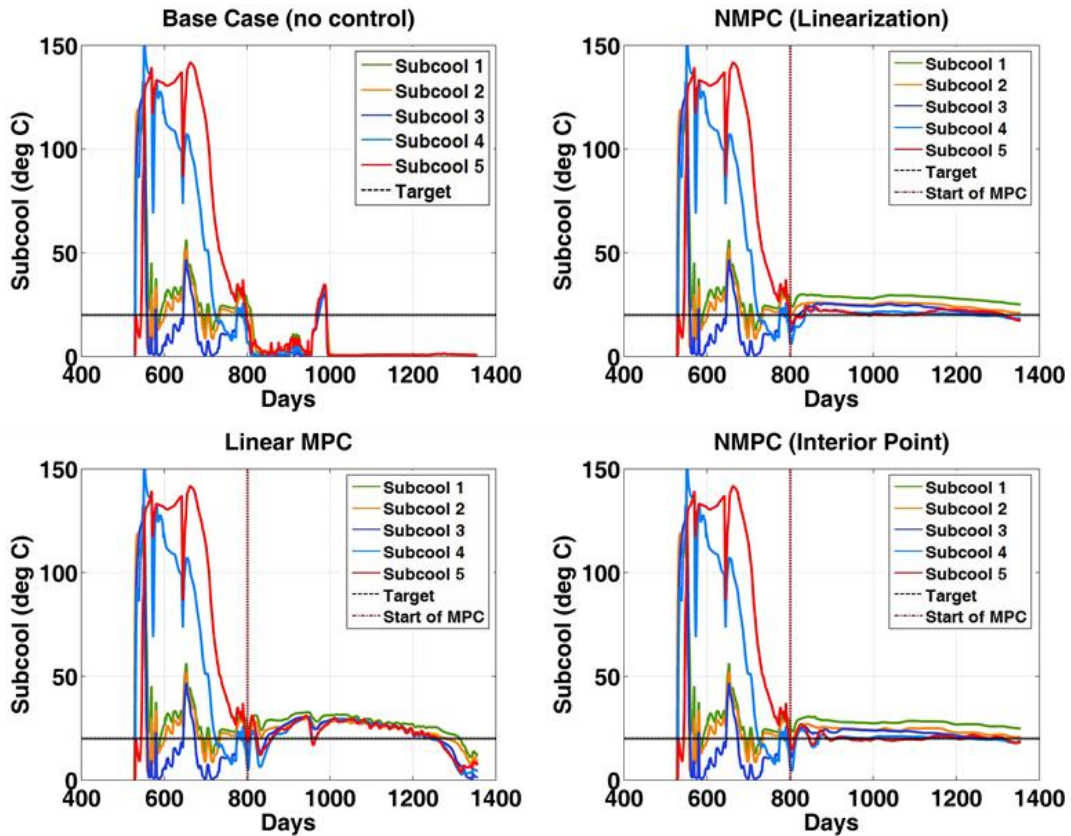 Base Case (no control)
Subcool (deg C)
150
100
50
0
400 600 800 1000 1200 1400
Days
Subcool 1
Subcool 2
Subcool 3
Subcool 4
Subcool 5
Target
NMPC (Linearization)
Subcool (deg C)
150
100
50
0
400 600 800 1000 1200 1400
Days
Subcool 1
Subcool 2
Subcool 3
Subcool 4
Subcool 5
Target
Start of MPC
Linear MPC
Subcool (deg C)
150
100
50
0
400 600 800 1000 1200 1400
Days
Subcool 1
Subcool 2
Subcool 3
Subcool 4
Subcool 5
Target
Start of MPC
NMPC (Interior Point)
Subcool (deg C)
150
100
50
0
400 600 800 1000 1200 1400
Days
Subcool 1
Subcool 2
Subcool 3
Subcool 4
Subcool 5
Target
Start of MPC